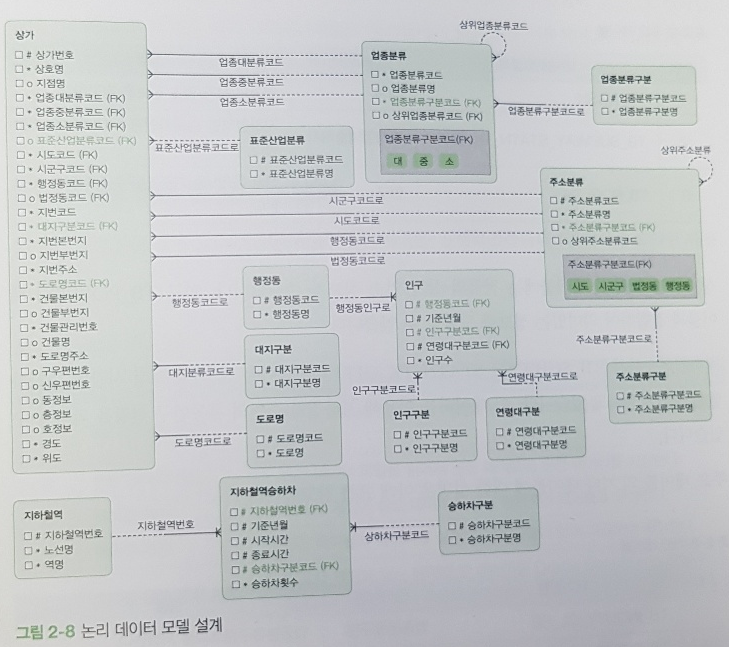 상가
# 상가번호
* 상호명
o 지점명
* 업종대분류코드 (FK)
* 업종중분류코드 (FK)
* 업종소분류코드 (FK)
o 표준산업분류코드 (FK)
* 시도코드 (FK)
* 시군구코드 (FK)
* 행정동코드 (FK)
o 법정동코드 (FK)
* 지번코드
* 대지구분코드 (FK)
* 지번본번지
o 지번부번지
* 지번주소
* 도로명코드 (FK)
* 건물본번지
o 건물부번지
* 건물관리번호
o 건물명
* 도로명주소
o 구우편번호
o 신우편번호
o 동정보
o 층정보
o 호정보
* 경도
* 위도
업종대분류코드
업종중분류코드
업종소분류코드
표준산업분류코드로
표준산업분류
# 표준산업분류코드
* 표준산업분류명
상위업종분류코드
업종분류
* 업종분류코드
o 업종분류명
* 업종분류구분코드 (FK)
o 상위업종분류코드 (FK)
업종분류구분코드(FK)
대 중 소
업종분류구분코드로
업종분류구분
# 업종분류구분코드
* 업종분류구분명
시군구코드로
시도코드로
행정동코드로
법정동코드로
상위주소분류
주소분류
# 주소분류코드
* 주소분류명
* 주소분류구분코드 (FK)
o 상위주소분류코드
주소분류구분코드(FK)
시도 시군구 법정동 행정동
주소분류구분코드로
주소분류구분
# 주소분류구분코드
* 주소분류구분명
행정동코드로
행정동
# 행정동코드
* 행정동명
행정동인구로
인구
# 행정동코드 (FK)
# 기준년월
# 인구구분코드 (FK)
# 연령대구분코드 (FK)
* 인구수
대지분류코드로
대지구분
# 대지구분코드
* 대지구분명
인구구분코드로
연령대구분코드로
인구구분
# 인구구분코드
* 인구구분명
연령대구분
# 연령대구분코드
* 연령대구분명
도로명코드로
도로명
# 도로명코드
* 도로명
지하철역
# 지하철역번호
* 노선명
* 역명
지하철역번호
지하철역승하차
# 지하철역번호 (FK)
# 기준년월
# 시작시간
# 종료시간
# 승하차구분코드 (FK)
* 승하차횟수
상하차구분코드
승하차구분
# 승하차구분코드
* 승하차구분명
그림 2-8 논리 데이터 모델 설계